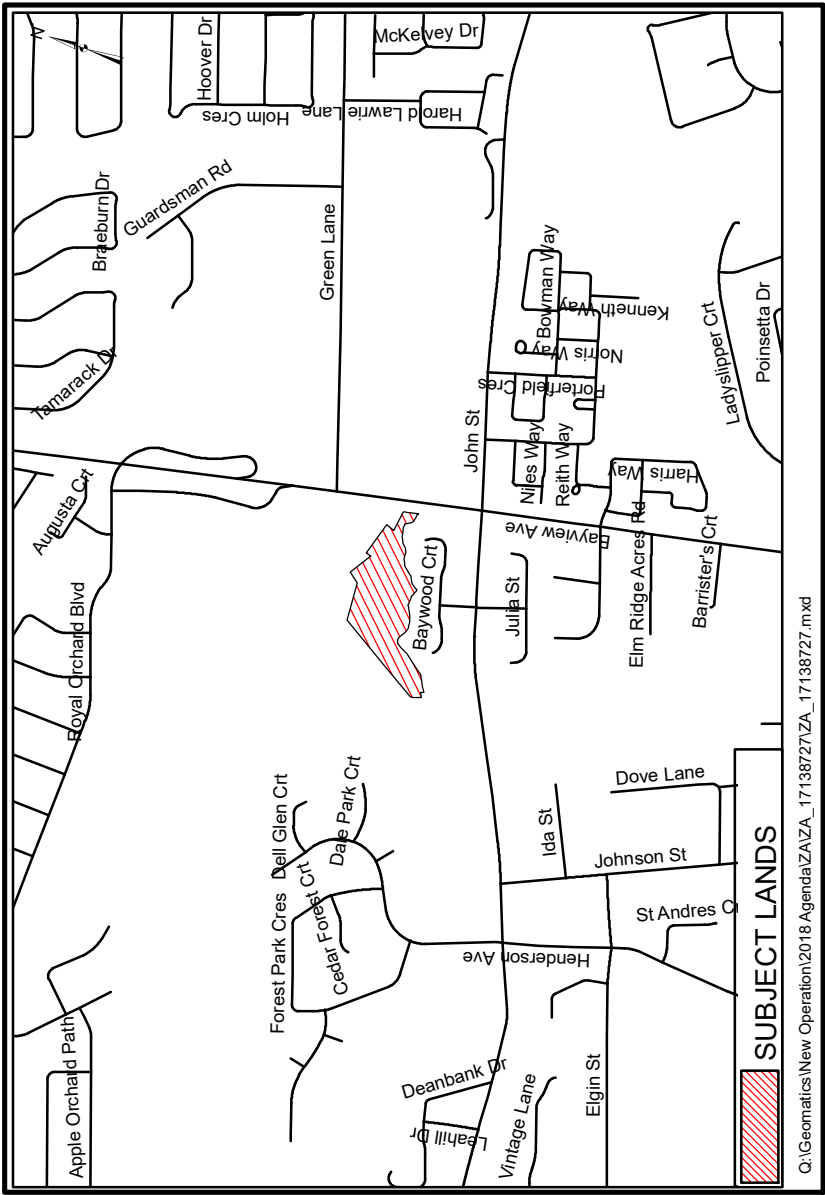 N
McKelvey Dr
Hoover Dr
Holm Cres
Harold Lawrie Lane
Guardsman Rd
Braeburn Dr
Green Lane
Tamarack Dr
Bowman Way
Kenneth Way
Norris Way
Porterfield Cres
Ladyslipper Crt
Poinsetta Dr
John St
Niles Way
Reith Way
Harris Way
Augusta Crt
Bayview Ave
Elm Ridge Acres Rd
Barrister's Crt
Royal Orchard Blvd
Baywood Crt
Julia St
Dell Glen Crt
Dale Park Crt
Forest Park Cres
Cedar Forest Crt
Dove Lane
Ida St
Johnson St
St Andres C
Henderson Ave
Apple Orchard Path
Deanbank Dr
Leahill Dr
Vintage Lane
Elgin St
SUBJECT LANDS
Q:\Geomatics\New Operation\2018 Agenda\ZA\ZA_17138727\ZA_17138727.mxd